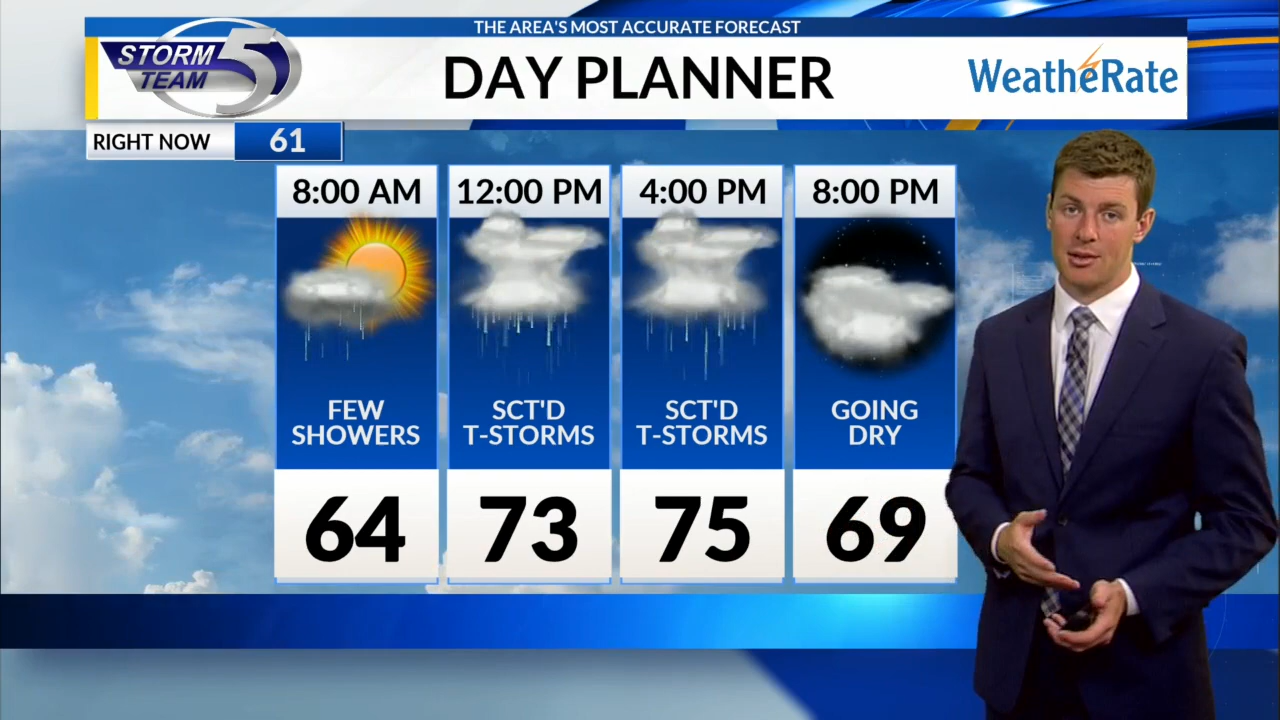 THE AREA'S MOST ACCURATE FORECAST
STORM
TEAM
5
DAY PLANNER
WeatheRate
RIGHT NOW
61
8:00 AM
12:00 PM
4:00 PM
8:00 PM
FEW
SHOWERS
SCT'D
T-STORMS
SCT'D
T-STORMS
GOING
DRY
64
73
75
69